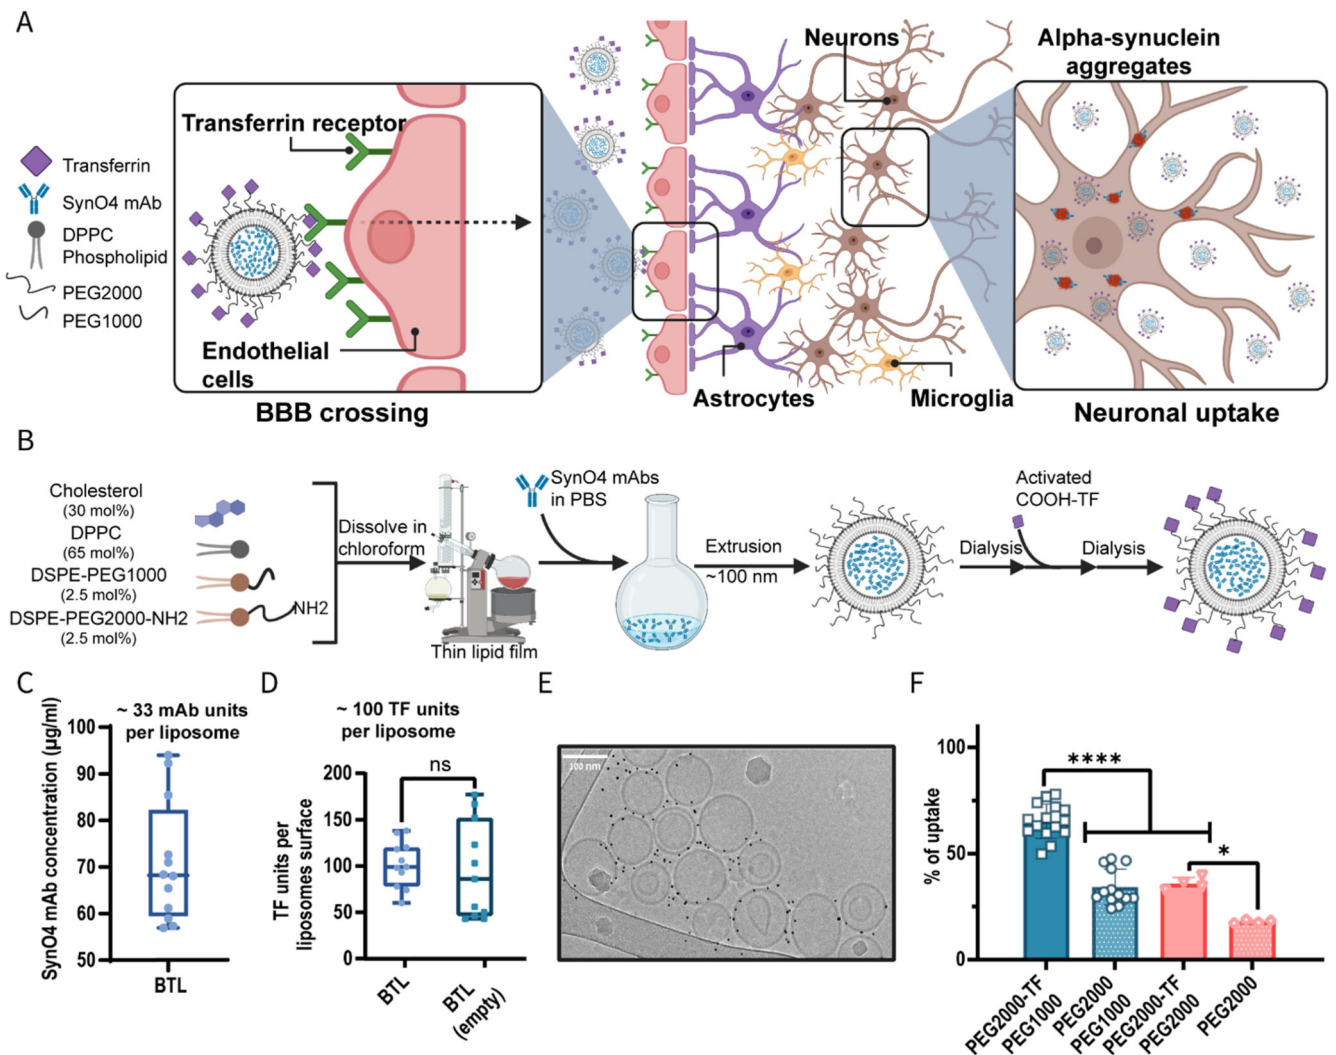 A
Transferrin
SynO4 mAb
DPPC
Phospholipid
PEG2000
PEG1000
Transferrin receptor
Endothelial
cells
BBB crossing
Neurons
Astrocytes
Microglia
Alpha-synuclein
aggregates
Neuronal uptake
B
Cholesterol
(30 mol%)
DPPC
(65 mol%)
DSPE-PEG1000
(2.5 mol%)
DSPE-PEG2000-NH2
(2.5 mol%)
NH2
Dissolve in
chloroform
Thin lipid film
SynO4 mAbs
in PBS
Extrusion
~100 nm
Dialysis
Activated
COOH-TF
Dialysis
C
~ 33 mAb units
per liposome
SynO4 mAb concentration (µg/ml)
100
90
80
70
60
50
BTL
D
~ 100 TF units
per liposome
ns
TF units per
liposomes surface
200
150
100
50
0
BTL
BTL
(empty)
E
100 nm
F
% of uptake
100
50
0
****
*
PEG2000-TF
PEG1000
PEG2000
PEG1000
PEG2000-TF
PEG2000
PEG2000